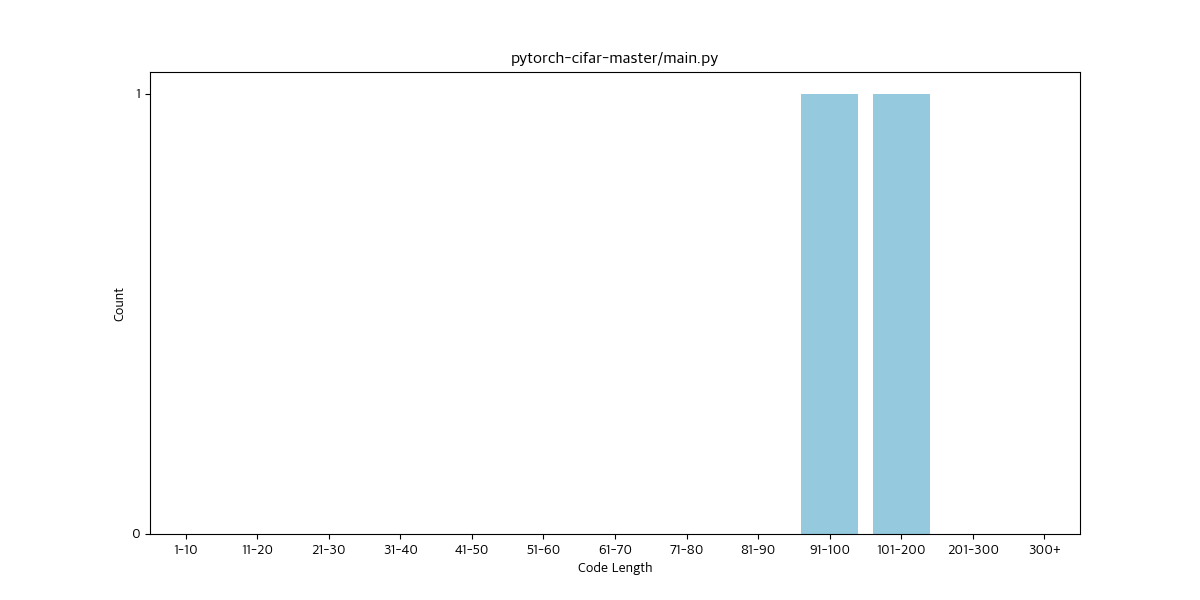 pytorch-cifar-master/main.py
1
Count
0
1-10 11-20 21-30 31-40 41-50 51-60 61-70 71-80 81-90 91-100 101-200 201-300 300+
Code Length